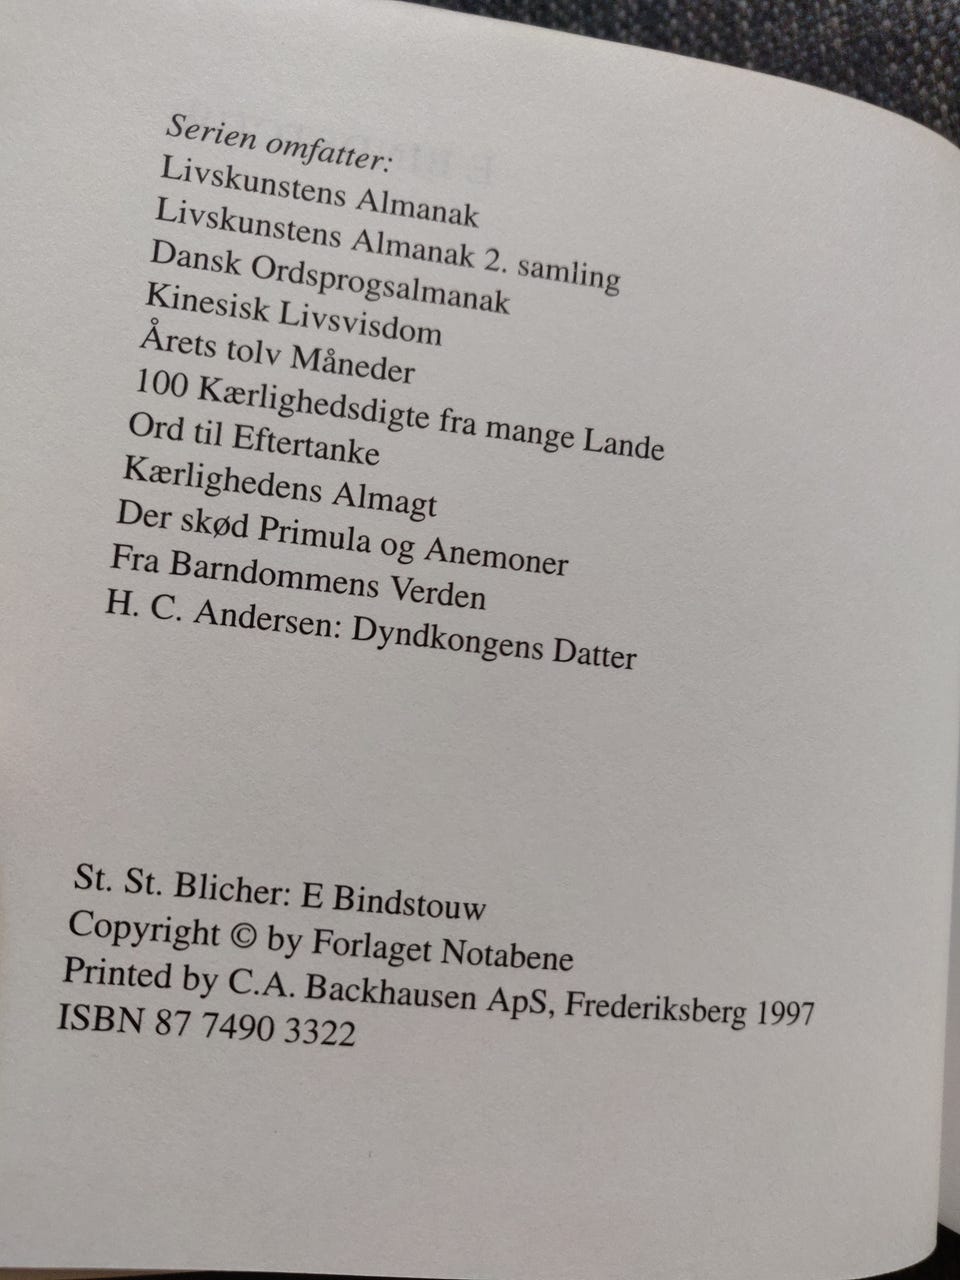 Serien omfatter:
Livskunstens Almanak
Livskunstens Almanak 2. samling
Dansk Ordsprogsalmanak
Kinesisk Livsvisdom
Årets tolv Måneder
100 Kærlighedsdigte fra mange Lande
Ord til Eftertanke
Kærlighedens Almagt
Der skød Primula og Anemoner
Fra Barndommens Verden
H. C. Andersen: Dyndkongens Datter
St. St. Blicher: E Bindstouw
Copyright © by Forlaget Notabene
Printed by C.A. Backhausen ApS, Frederiksberg 1997
ISBN 87 7490 3322